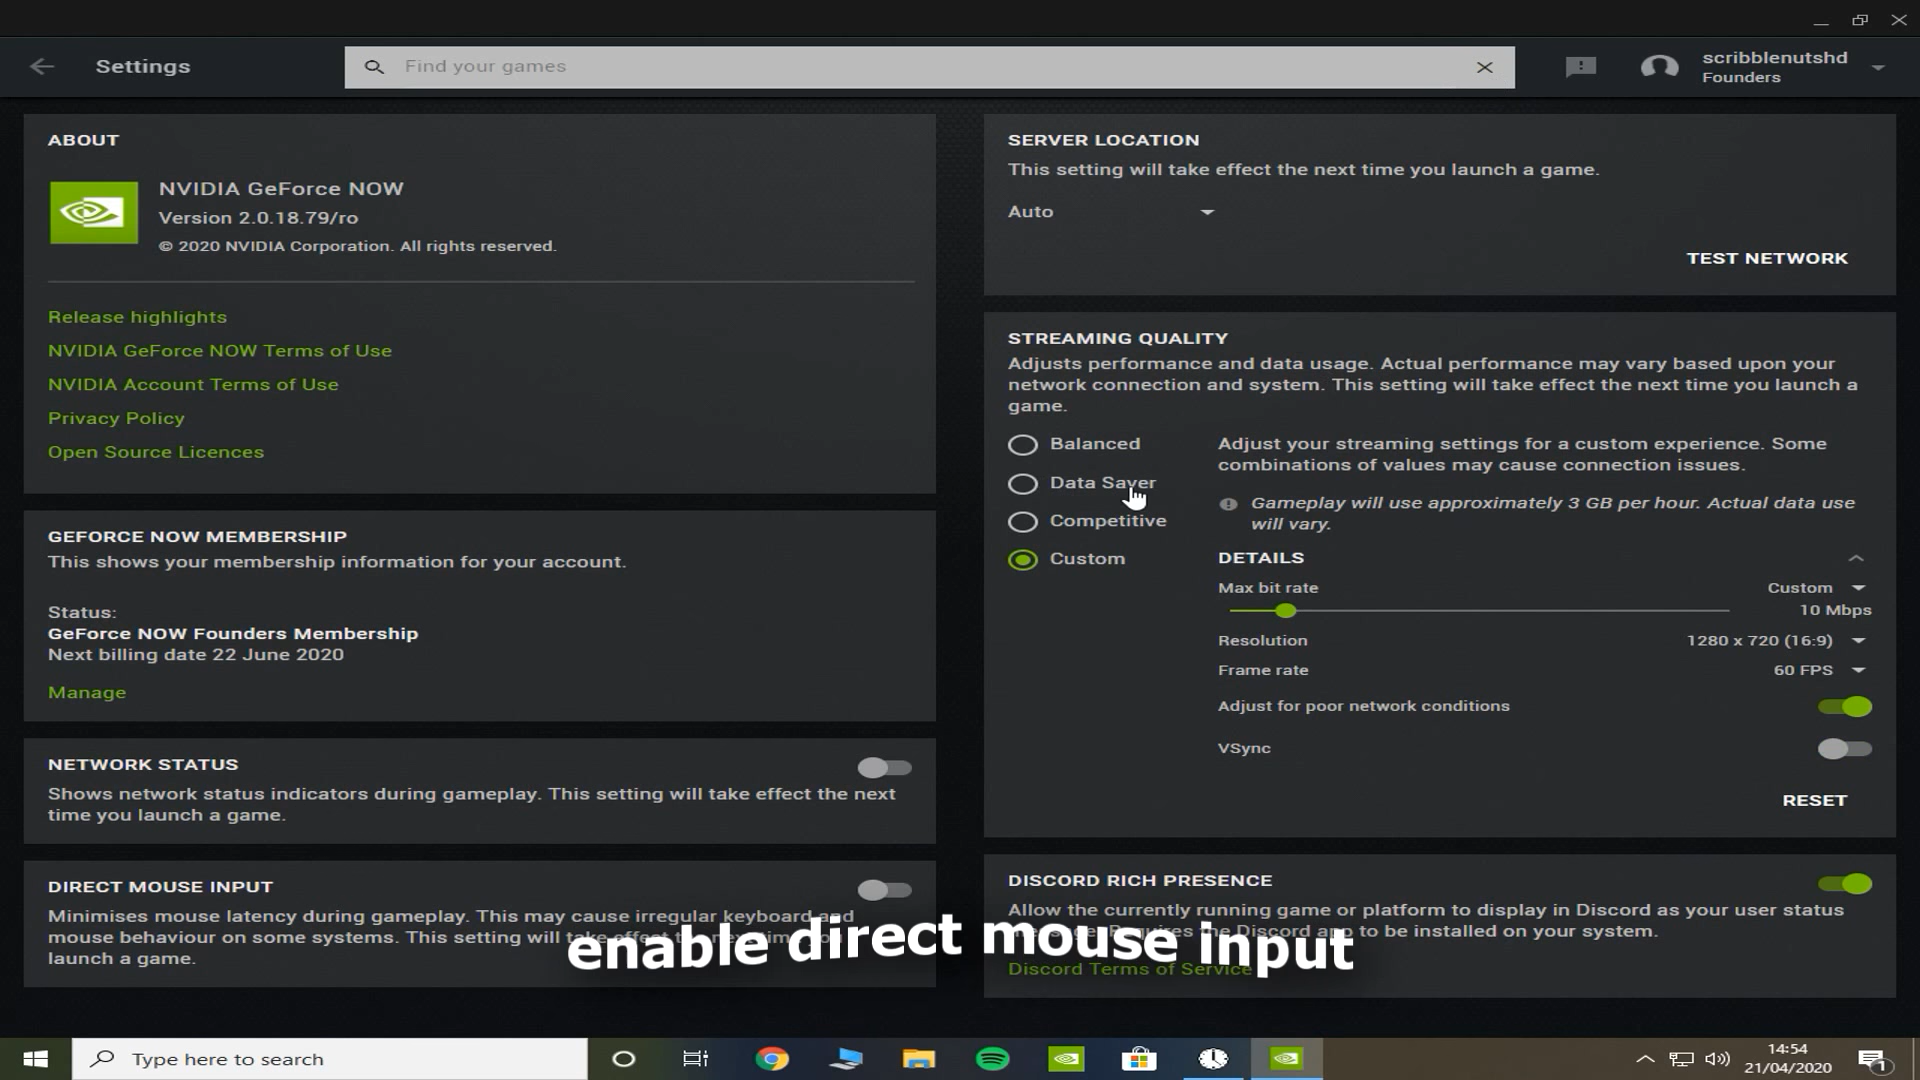 Settings
Find your games
scribblenutshd
Founders
ABOUT
NVIDIA GeForce NOW
Version 2.0.18.79/ro
© 2020 NVIDIA Corporation. All rights reserved.
Release highlights
NVIDIA GeForce NOW Terms of Use
NVIDIA Account Terms of Use
Privacy Policy
Open Source Licences
GEFORCE NOW MEMBERSHIP
This shows your membership information for your account.
Status:
GeForce NOW Founders Membership
Next billing date 22 June 2020
Manage
NETWORK STATUS
Shows network status indicators during gameplay. This setting will take effect the next
time you launch a game.
DIRECT MOUSE INPUT
Minimises mouse latency during gameplay. This may cause irregular keyboard and
mouse behaviour on some systems. This setting will
launch a game.
SERVER LOCATION
This setting will take effect the next time you launch a game.
Auto
TEST NETWORK
STREAMING QUALITY
Adjusts performance and data usage. Actual performance may vary based upon your
network connection and system. This setting will take effect the next time you launch a
game.
Balanced
Data Saver
Competitive
Custom
Adjust your streaming settings for a custom experience. Some
combinations of values may cause connection issues.
Gameplay will use approximately 3 GB per hour. Actual data use
will vary.
DETAILS
Max bit rate
Custom
10 Mbps
Resolution
1280 x 720 (16:9)
Frame rate
60 FPS
Adjust for poor network conditions
VSync
RESET
DISCORD RICH PRESENCE
Allow the currently running game or platform to display in Discord as your user status
the Discord app to be installed on your system.
Discord Terms of Service
enable direct mouse input
Type here to search
14:54
21/04/2020
1